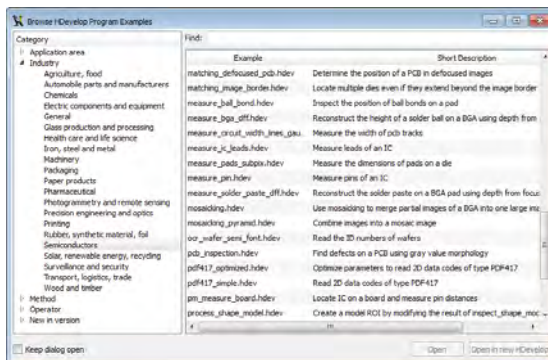 Browse HDevelop Program Examples
Category
Application area
Industry
Agriculture, food
Automobile parts and manufacturers
Chemicals
Electric components and equipment
General
Glass production and processing
Health care and life science
Iron, steel and metal
Machinery
Packaging
Paper products
Pharmaceutical
Photogrammetry and remote sensing
Precision engineering and optics
Printing
Rubber, synthetic material, foil
Semiconductors
Solar, renewable energy, recycling
Surveillance and security
Transport, logistics, trade
Wood and timber
Method
Operator
New in version
Find:
Example Short Description
matching_defocused_pcb.hdev Determine the position of a PCB in defocused images
matching_image_border.hdev Locate multiple dies even if they extend beyond the image border
measure_ball_bond.hdev Inspect the position of ball bonds on a pad
measure_bga_dff.hdev Reconstruct the height of a solder ball on a BGA using depth from
measure_circuit_width_lines_gau... Measure the width of pcb tracks
measure_ic_leads.hdev Measure leads of an IC
measure_pads_subpix.hdev Measure the dimensions of pads on a die
measure_pin.hdev Measure pins of an IC
measure_solder_paste_dff.hdev Reconstruct the solder paste on a BGA pad using depth from focus
mosaicking.hdev Use mosaicking to merge partial images of a BGA into one large ima
mosaicking_pyramid.hdev Combine images into a mosaic image
ocr_wafer_semi_font.hdev Read the ID numbers of wafers
pcb_inspection.hdev Find defects on a PCB using gray value morphology
pdf417_optimized.hdev Optimize parameters to read 2D data codes of type PDF417
pdf417_simple.hdev Read 2D data codes of type PDF417
pm_measure_board.hdev Locate IC on a board and measure pin distances
process_shape_model.hdev Create a model ROI by modifying the result of inspect_shape_moc
Keep dialog open
Open
Open in new HDevelop